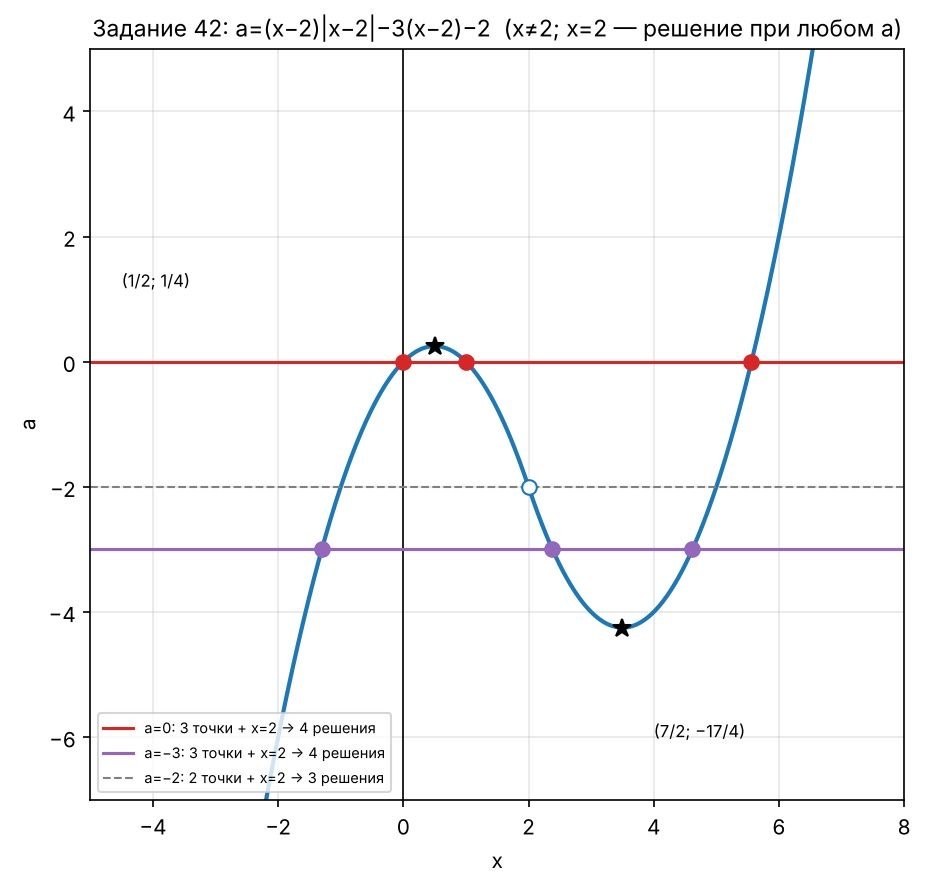 Задание 42: a=(x−2)|x−2|−3(x−2)−2 (x≠2; x=2 — решение при любом a)
4
2
(1/2; 1/4)
0
a
−2
−4
−6
(7/2; −17/4)
a=0: 3 точки + x=2 → 4 решения
a=−3: 3 точки + x=2 → 4 решения
a=−2: 2 точки + x=2 → 3 решения
−4 −2 0 2 4 6 8
x